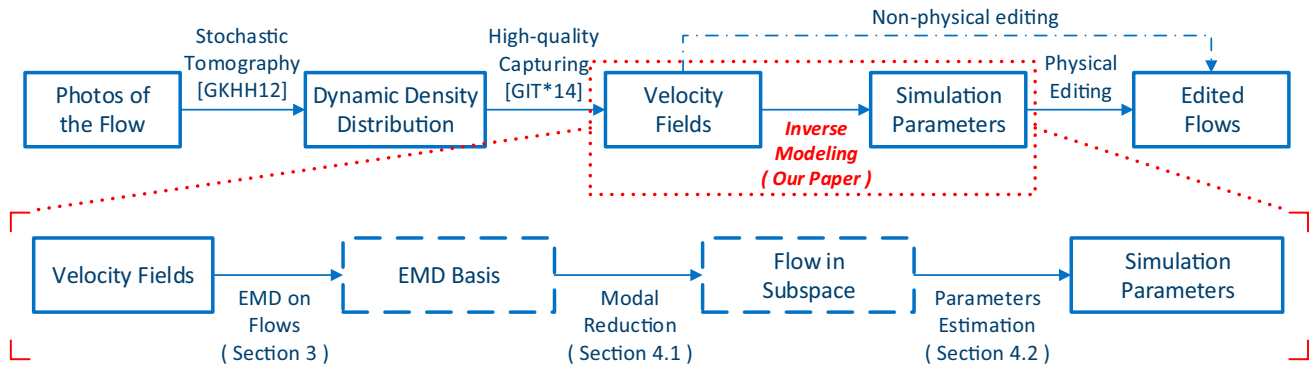 Non-physical editing
Stochastic
Tomography
[GKHH12]
High-quality
Capturing
[GIT*14]
Physical
Editing
Photos of
the Flow
Dynamic Density
Distribution
Velocity
Fields
Simulation
Parameters
Edited
Flows
Inverse
Modeling
( Our Paper )
Velocity Fields
EMD Basis
Flow in
Subspace
Simulation
Parameters
EMD on
Flows
( Section 3 )
Modal
Reduction
( Section 4.1 )
Parameters
Estimation
( Section 4.2 )